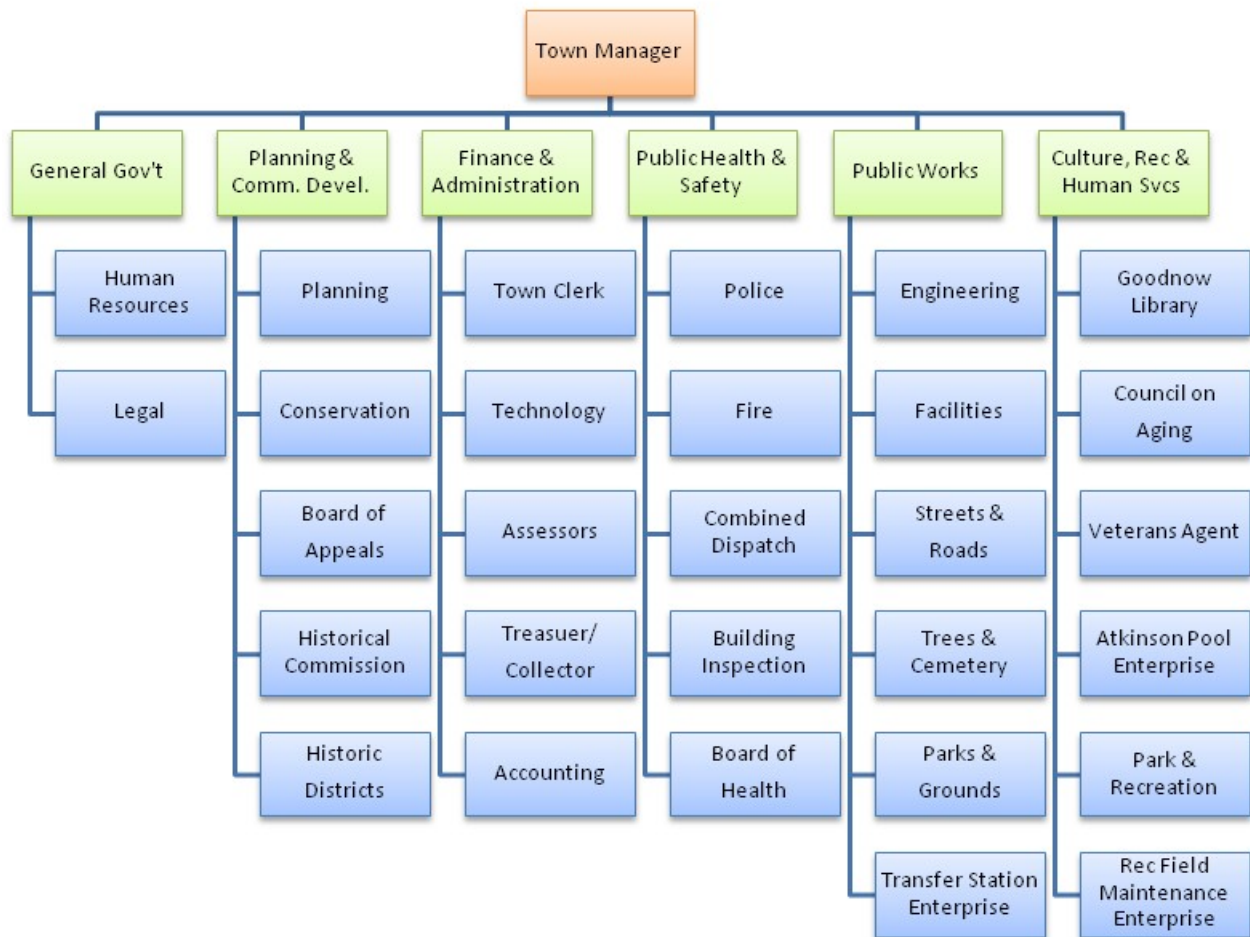 Town Manager
General Gov't
Planning &
Comm. Devel.
Finance &
Administration
Public Health &
Safety
Public Works
Culture, Rec &
Human Svcs
Human
Resources
Legal
Planning
Conservation
Board of
Appeals
Historical
Commission
Historic
Districts
Town Clerk
Technology
Assessors
Treasuer/
Collector
Accounting
Police
Fire
Combined
Dispatch
Building
Inspection
Board of
Health
Engineering
Facilities
Streets &
Roads
Trees &
Cemetery
Parks &
Grounds
Transfer Station
Enterprise
Goodnow
Library
Council on
Aging
Veterans Agent
Atkinson Pool
Enterprise
Park &
Recreation
Rec Field
Maintenance
Enterprise